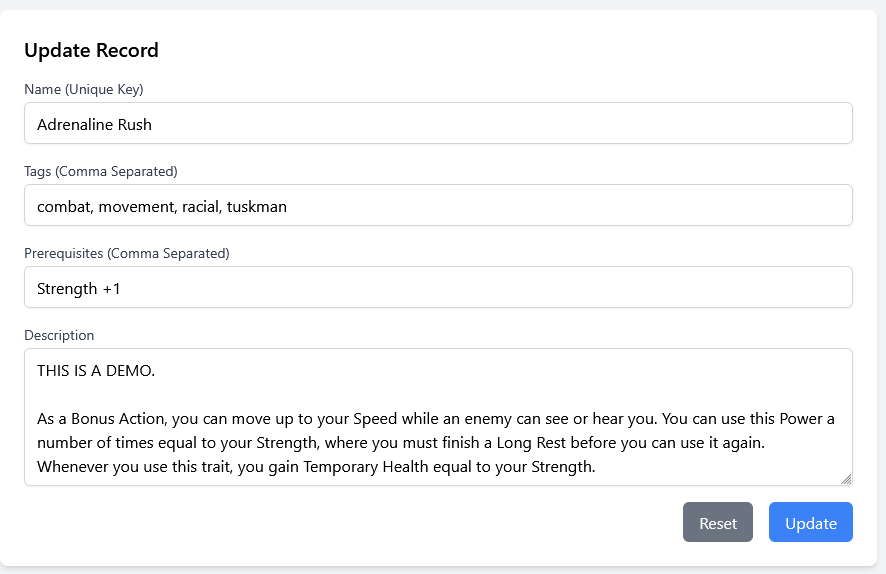 Update Record
Name (Unique Key)
Adrenaline Rush
Tags (Comma Separated)
combat, movement, racial, tuskman
Prerequisites (Comma Separated)
Strength +1
Description
THIS IS A DEMO.
As a Bonus Action, you can move up to your Speed while an enemy can see or hear you. You can use this Power a
number of times equal to your Strength, where you must finish a Long Rest before you can use it again.
Whenever you use this trait, you gain Temporary Health equal to your Strength.
Reset
Update